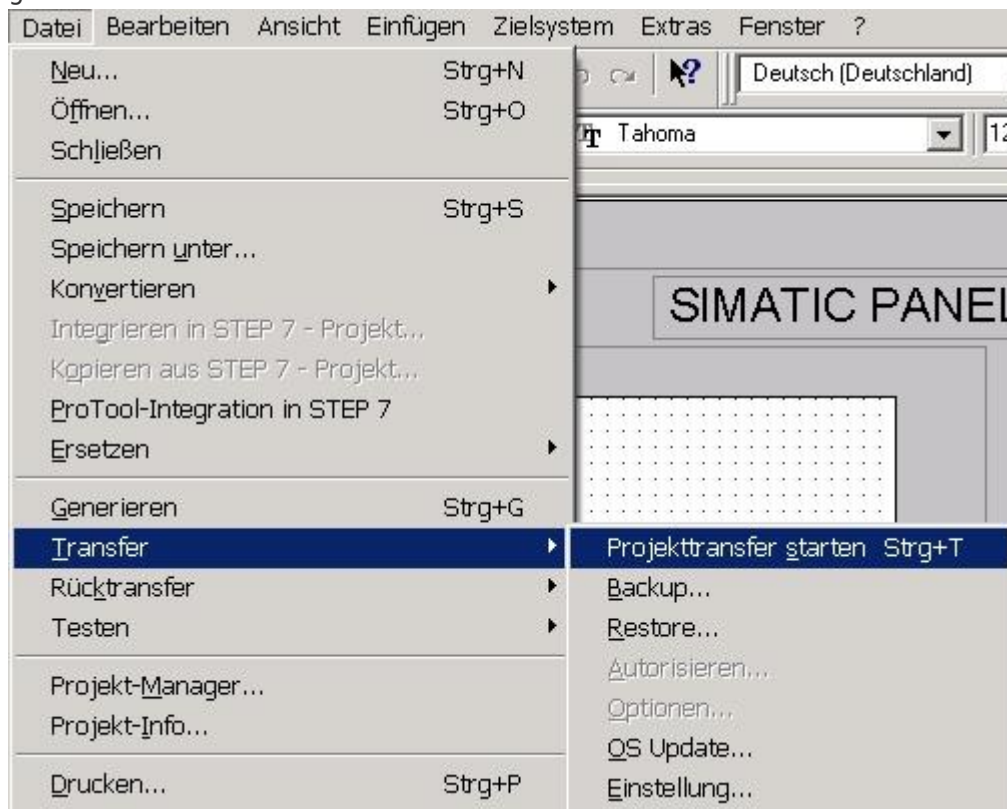 Datei Bearbeiten Ansicht Einfügen Zielsystem Extras Fenster ?
Deutsch (Deutschland)
Tahoma 12
SIMATIC PANEL
Neu... Strg+N
Öffnen... Strg+O
Schließen
Speichern Strg+S
Speichern unter...
Konvertieren
Integrieren in STEP 7 - Projekt...
Kopieren aus STEP 7 - Projekt...
ProTool-Integration in STEP 7
Ersetzen
Generieren Strg+G
Transfer
Rücktransfer
Testen
Projekt-Manager...
Projekt-Info...
Drucken... Strg+P
Projekttransfer starten Strg+T
Backup...
Restore...
Autorisieren...
Optionen...
OS Update...
Einstellung...